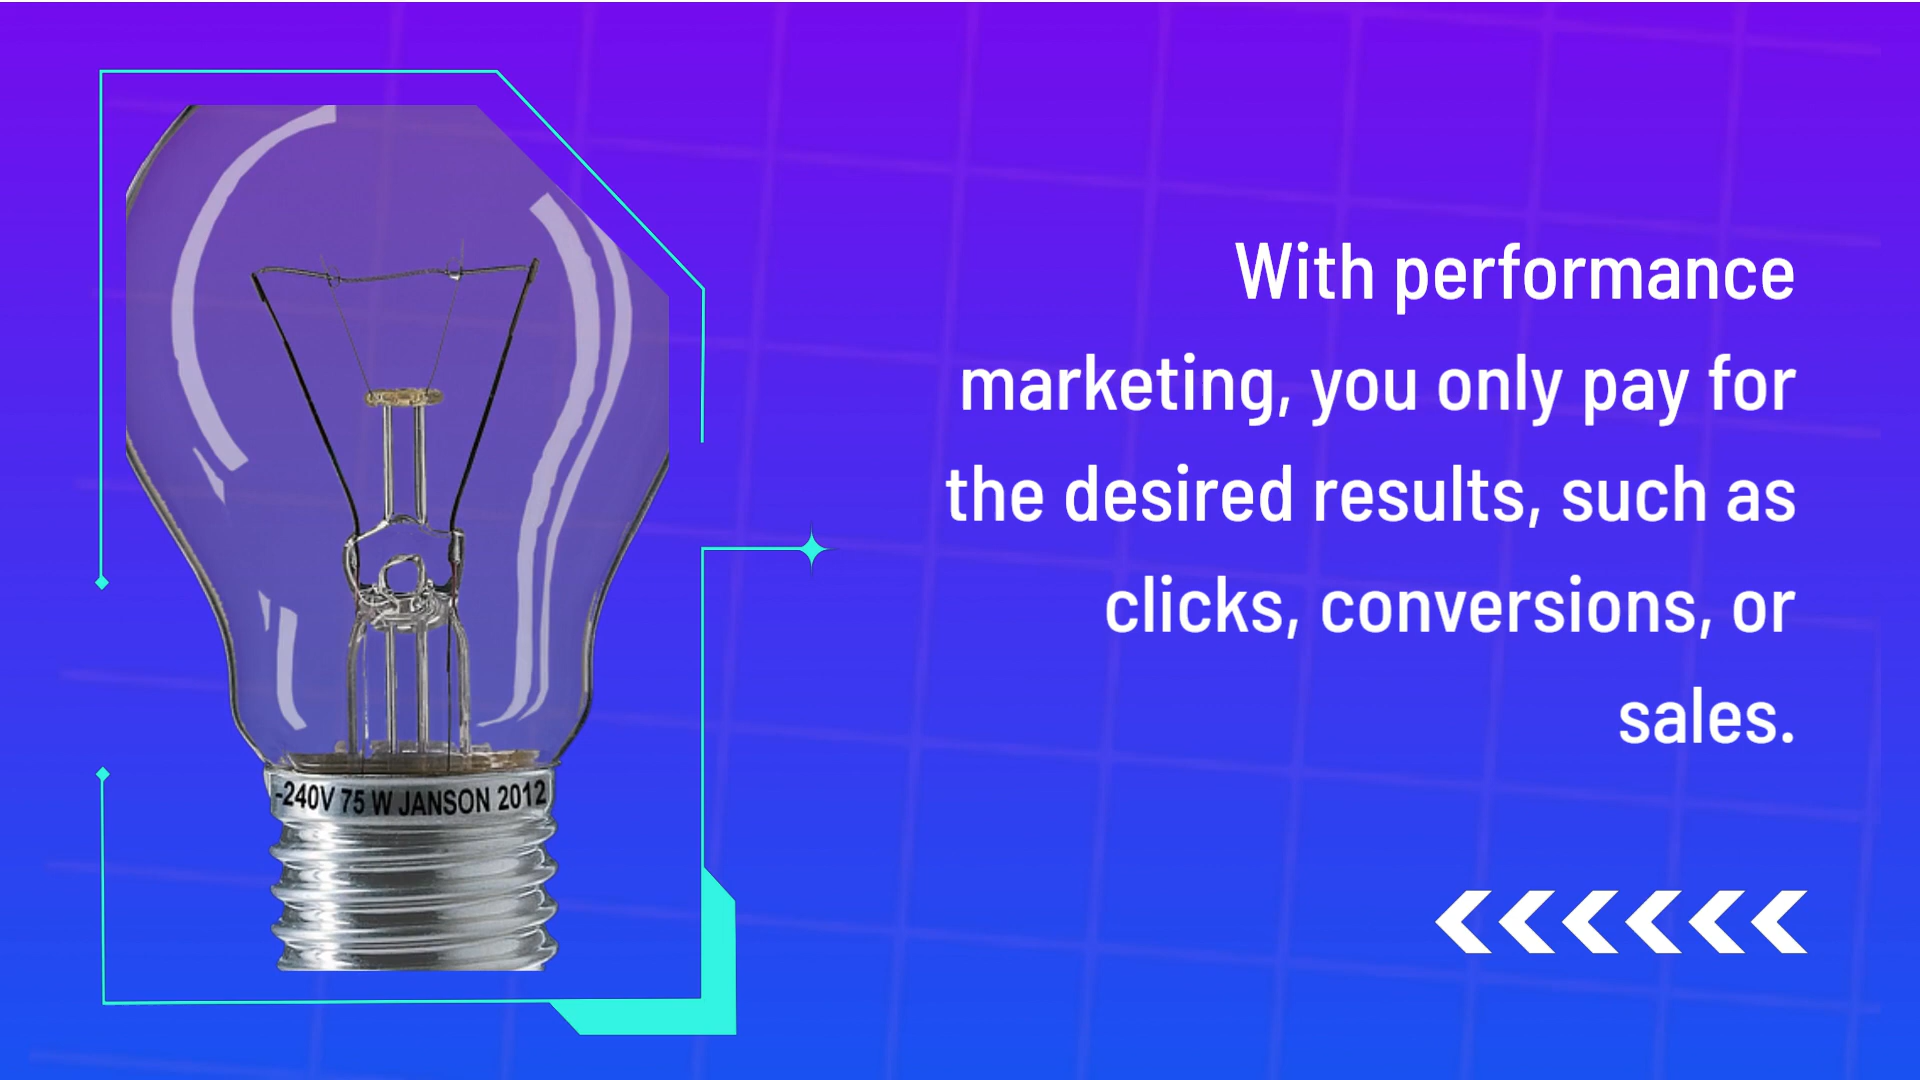 With performance
marketing, you only pay for
the desired results, such as
clicks, conversions, or
sales.
-240V 75 W JANSON 2012